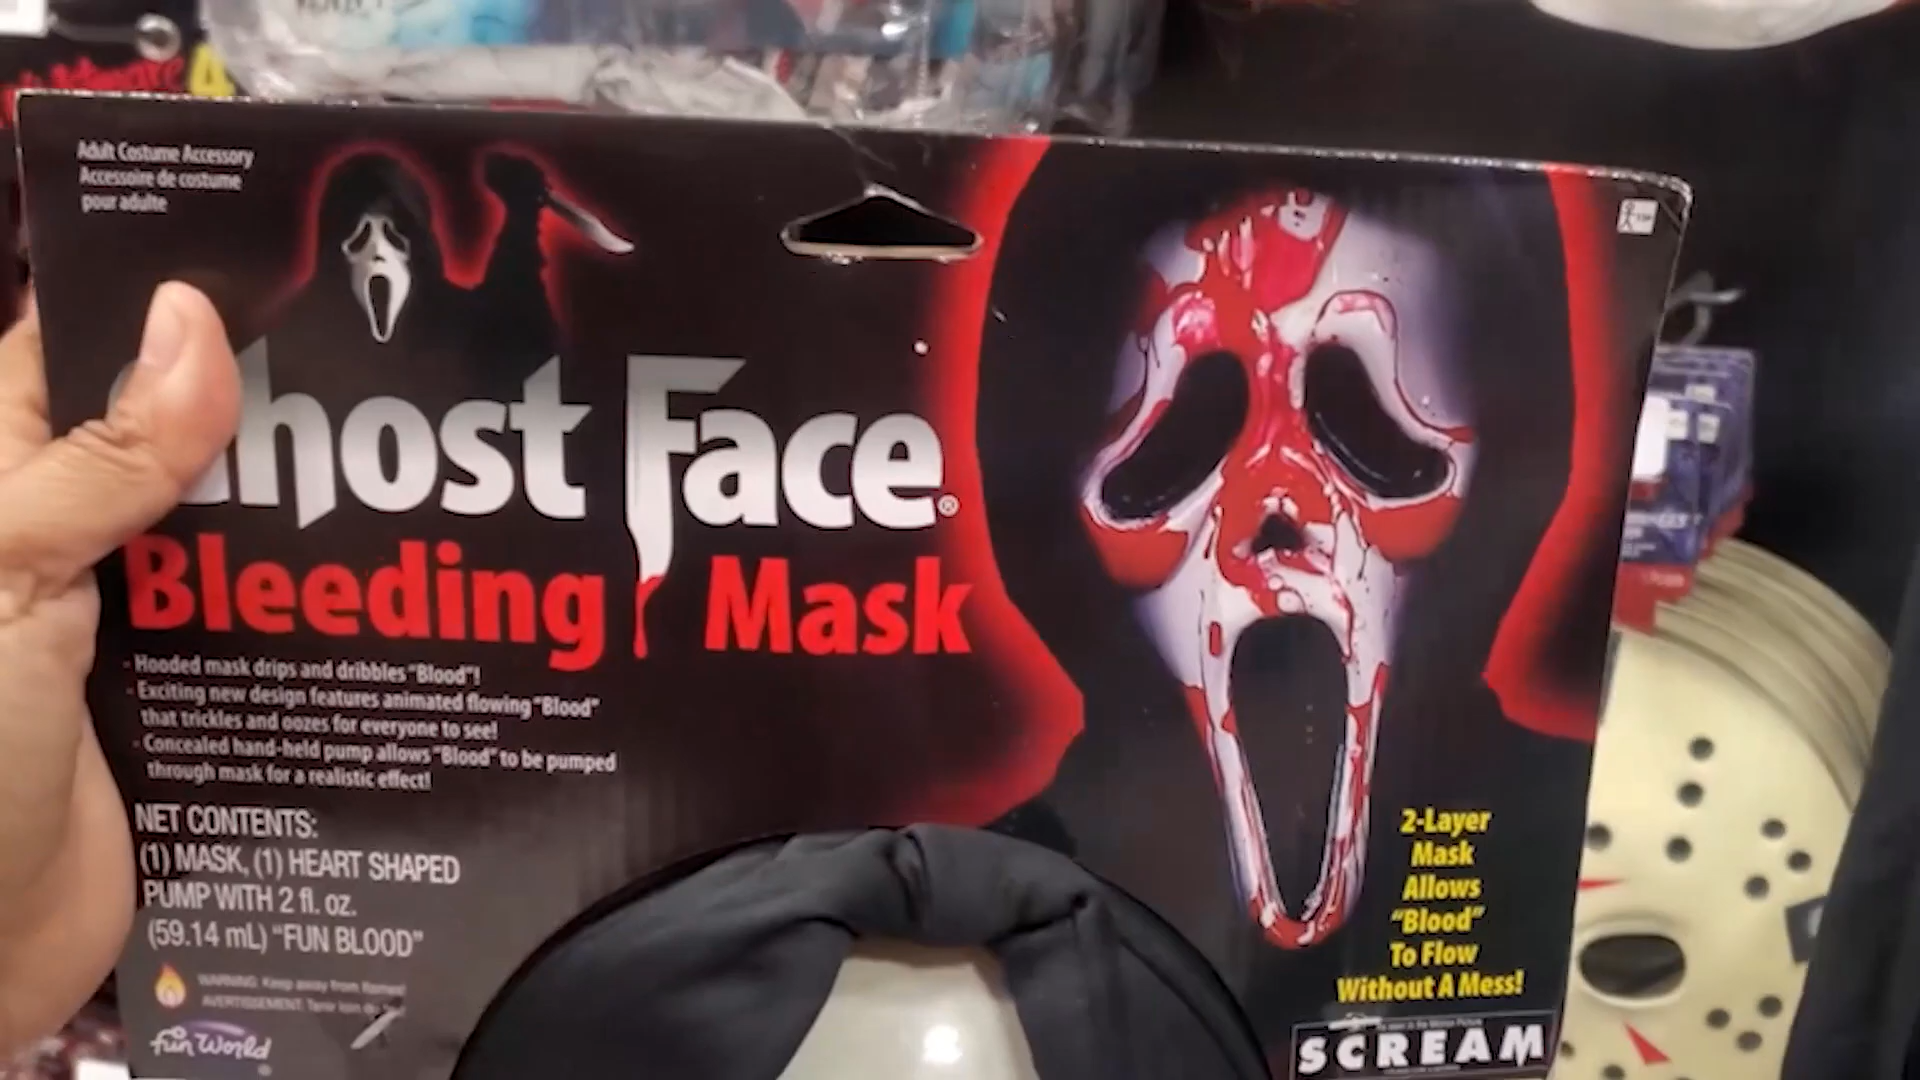 Adult Costume Accessory
Accessoire de costume
pour adulte
host Face®
Bleeding Mask
- Hooded mask drips and dribbles "Blood"!
- Exciting new design features animated flowing "Blood"
that trickles and oozes for everyone to see!
- Concealed hand-held pump allows "Blood" to be pumped
through mask for a realistic effect!
NET CONTENTS:
(1) MASK, (1) HEART SHAPED
PUMP WITH 2 fl. oz.
(59.14 mL) "FUN BLOOD"
WARNING: Keep away from flames!
AVERTISSEMENT: Tenir loin
fun World
2-Layer
Mask
Allows
"Blood"
To Flow
Without A Mess!
SCREAM